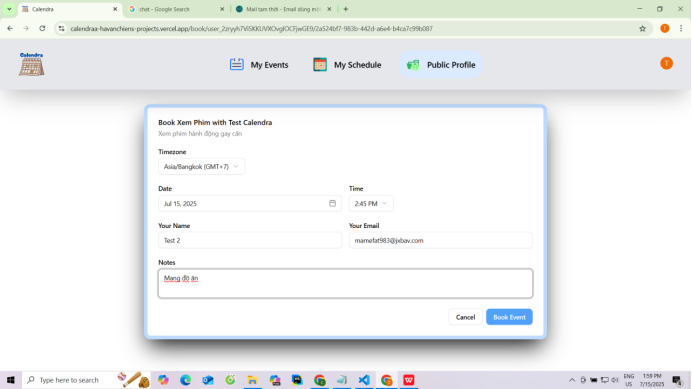 Calendra
chat - Google Search
Mail tạm thời - Email dùng một
calendraa-havanchiens-projects.vercel.app/book/user_2zryyh7ViSKKUVXOvglOCFjwGE9/2a524bf7-983b-442d-a6e4-b4ca7c99b087
Calendra
My Events
My Schedule
Public Profile
T
Book Xem Phim with Test Calendra
Xem phim hành động gay cấn
Timezone
Asia/Bangkok (GMT+7)
Date
Time
Jul 15, 2025
2:45 PM
Your Name
Your Email
Test 2
mamefat983@jxbav.com
Notes
Mang đồ ăn
Cancel
Book Event
Type here to search
ENG
US
1:59 PM
7/15/2025